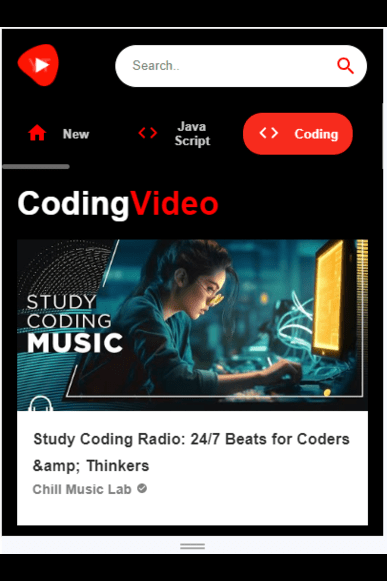 Search..
New
Java
Script
Coding
CodingVideo
STUDY
CODING
MUSIC
Study Coding Radio: 24/7 Beats for Coders
&amp; Thinkers
Chill Music Lab